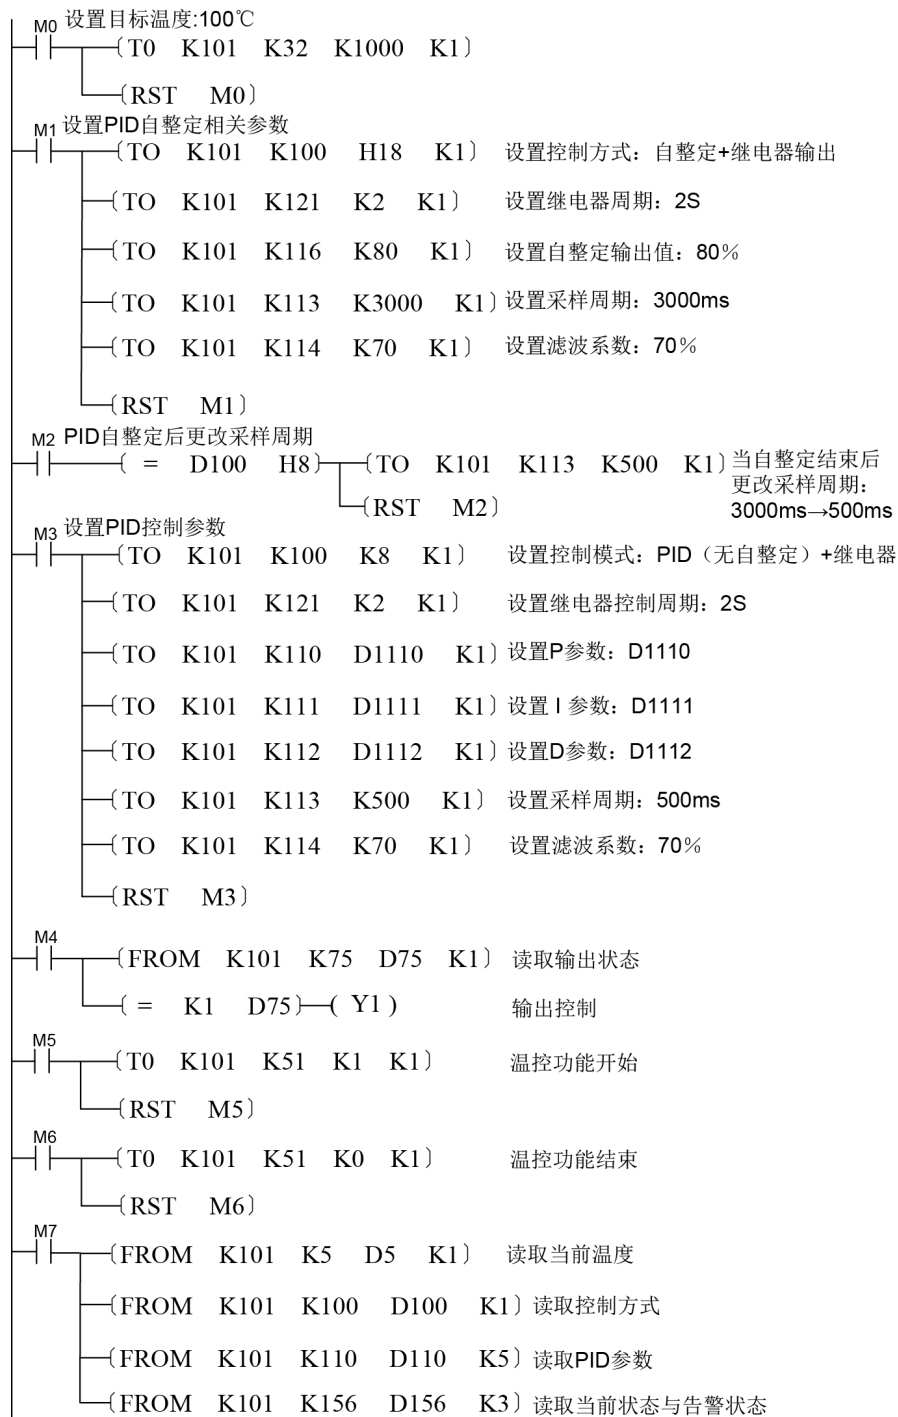 M0 设置目标温度:100℃
〔T0 K101 K32 K1000 K1〕
〔RST M0〕
M1 设置PID自整定相关参数
〔TO K101 K100 H18 K1〕 设置控制方式：自整定+继电器输出
〔TO K101 K121 K2 K1〕 设置继电器周期：2S
〔TO K101 K116 K80 K1〕 设置自整定输出值：80%
〔TO K101 K113 K3000 K1〕 设置采样周期：3000ms
〔TO K101 K114 K70 K1〕 设置滤波系数：70%
〔RST M1〕
M2 PID自整定后更改采样周期
〔 = D100 H8〕 〔TO K101 K113 K500 K1〕 当自整定结束后
更改采样周期：
〔RST M2〕
3000ms→500ms
M3 设置PID控制参数
〔TO K101 K100 K8 K1〕 设置控制模式：PID（无自整定）+继电器
〔TO K101 K121 K2 K1〕 设置继电器控制周期：2S
〔TO K101 K110 D1110 K1〕 设置P参数：D1110
〔TO K101 K111 D1111 K1〕 设置 I 参数：D1111
〔TO K101 K112 D1112 K1〕 设置D参数：D1112
〔TO K101 K113 K500 K1〕 设置采样周期：500ms
〔TO K101 K114 K70 K1〕 设置滤波系数：70%
〔RST M3〕
M4
〔FROM K101 K75 D75 K1〕 读取输出状态
〔 = K1 D75〕 ( Y1 ) 输出控制
M5
〔T0 K101 K51 K1 K1〕 温控功能开始
〔RST M5〕
M6
〔T0 K101 K51 K0 K1〕 温控功能结束
〔RST M6〕
M7
〔FROM K101 K5 D5 K1〕 读取当前温度
〔FROM K101 K100 D100 K1〕 读取控制方式
〔FROM K101 K110 D110 K5〕 读取PID参数
〔FROM K101 K156 D156 K3〕 读取当前状态与告警状态